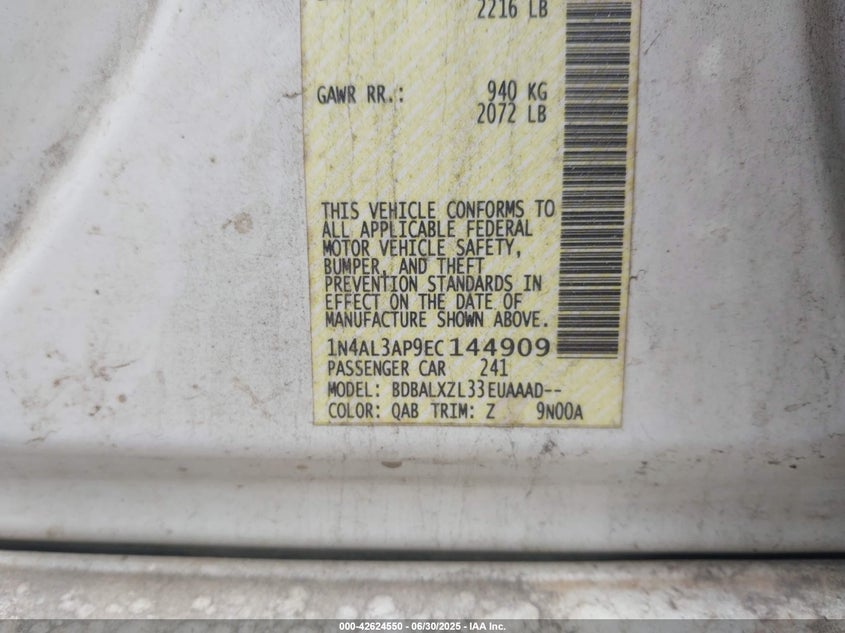 2216 LB
GAWR RR.: 940 KG
2072 LB
THIS VEHICLE CONFORMS TO
ALL APPLICABLE FEDERAL
MOTOR VEHICLE SAFETY,
BUMPER, AND THEFT
PREVENTION STANDARDS IN
EFFECT ON THE DATE OF
MANUFACTURE SHOWN ABOVE.
1N4AL3AP9EC144909
PASSENGER CAR 241
MODEL: BDBALXZL33EUAAAD--
COLOR: QAB TRIM: Z 9N00A
000-42624550 - 06/30/2025 - IAA Inc.